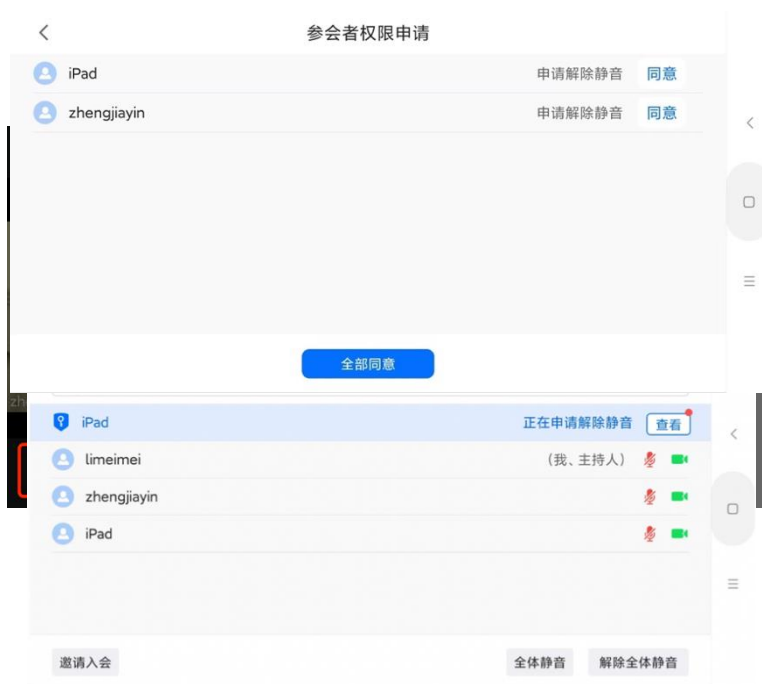 参会者权限申请
iPad 申请解除静音 同意
zhengjiayin 申请解除静音 同意
全部同意
zh
iPad 正在申请解除静音 查看
limeimei (我、主持人)
zhengjiayin
iPad
邀请入会 全体静音 解除全体静音